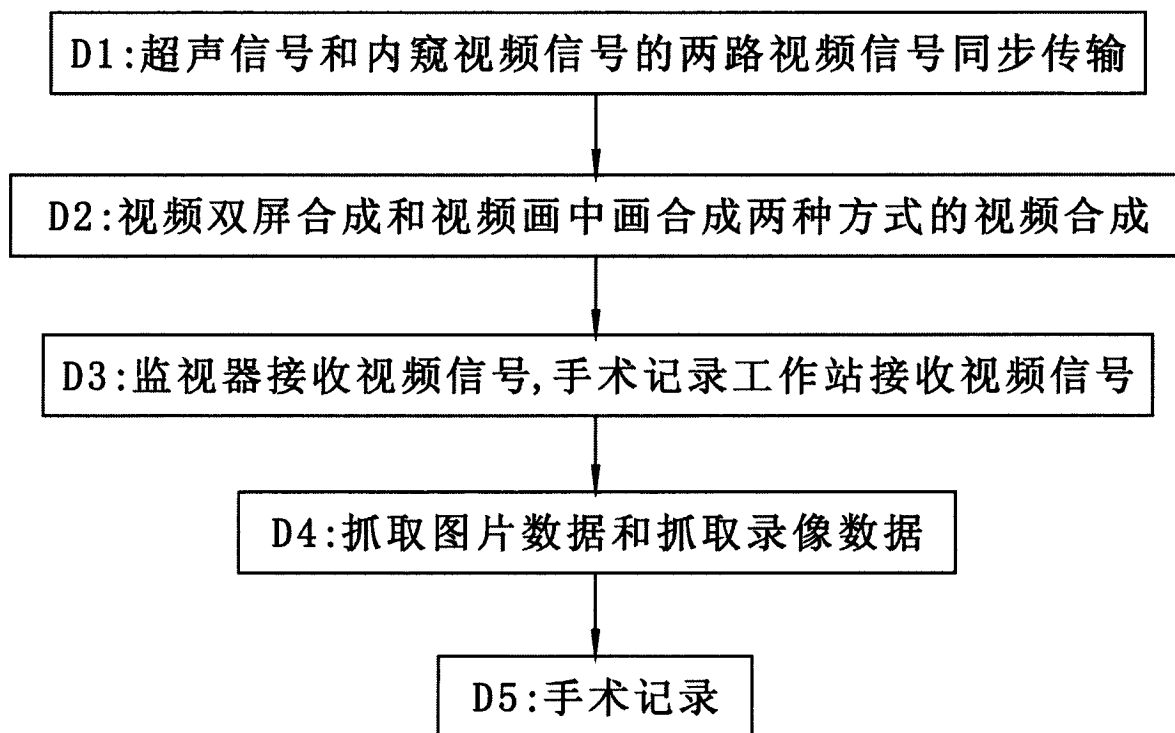 D1:超声信号和内窥视频信号的两路视频信号同步传输
D2:视频双屏合成和视频画中画合成两种方式的视频合成
D3:监视器接收视频信号,手术记录工作站接收视频信号
D4:抓取图片数据和抓取录像数据
D5:手术记录